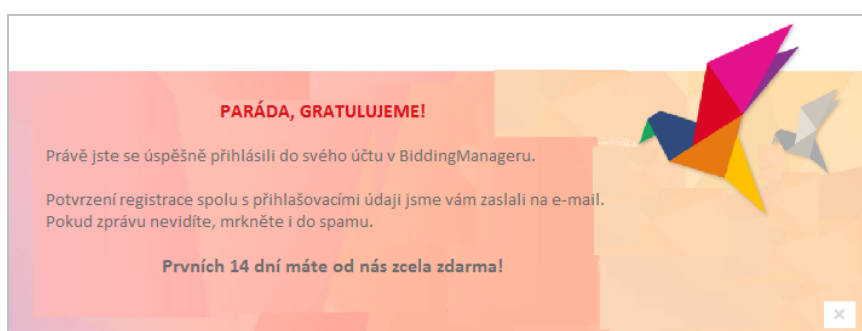 PARÁDA, GRATULUJEME!
Právě jste se úspěšně přihlásili do svého účtu v BiddingManageru.
Potvrzení registrace spolu s přihlašovacími údaji jsme vám zaslali na e-mail.
Pokud zprávu nevidíte, mrkněte i do spamu.
Prvních 14 dní máte od nás zcela zdarma!